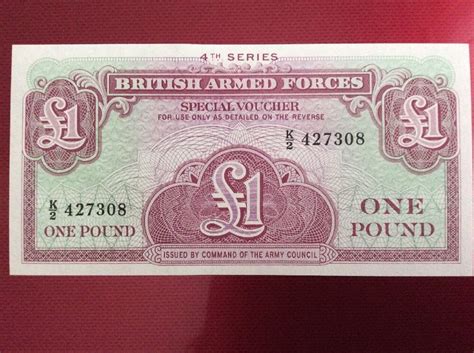 4TH SERIES
BRITISH ARMED FORCES
SPECIAL VOUCHER
FOR USE ONLY AS DETAILED ON THE REVERSE
£1
£1
K/2 427308
£1
K/2 427308
ONE POUND
ONE POUND
ISSUED BY COMMAND OF THE ARMY COUNCIL